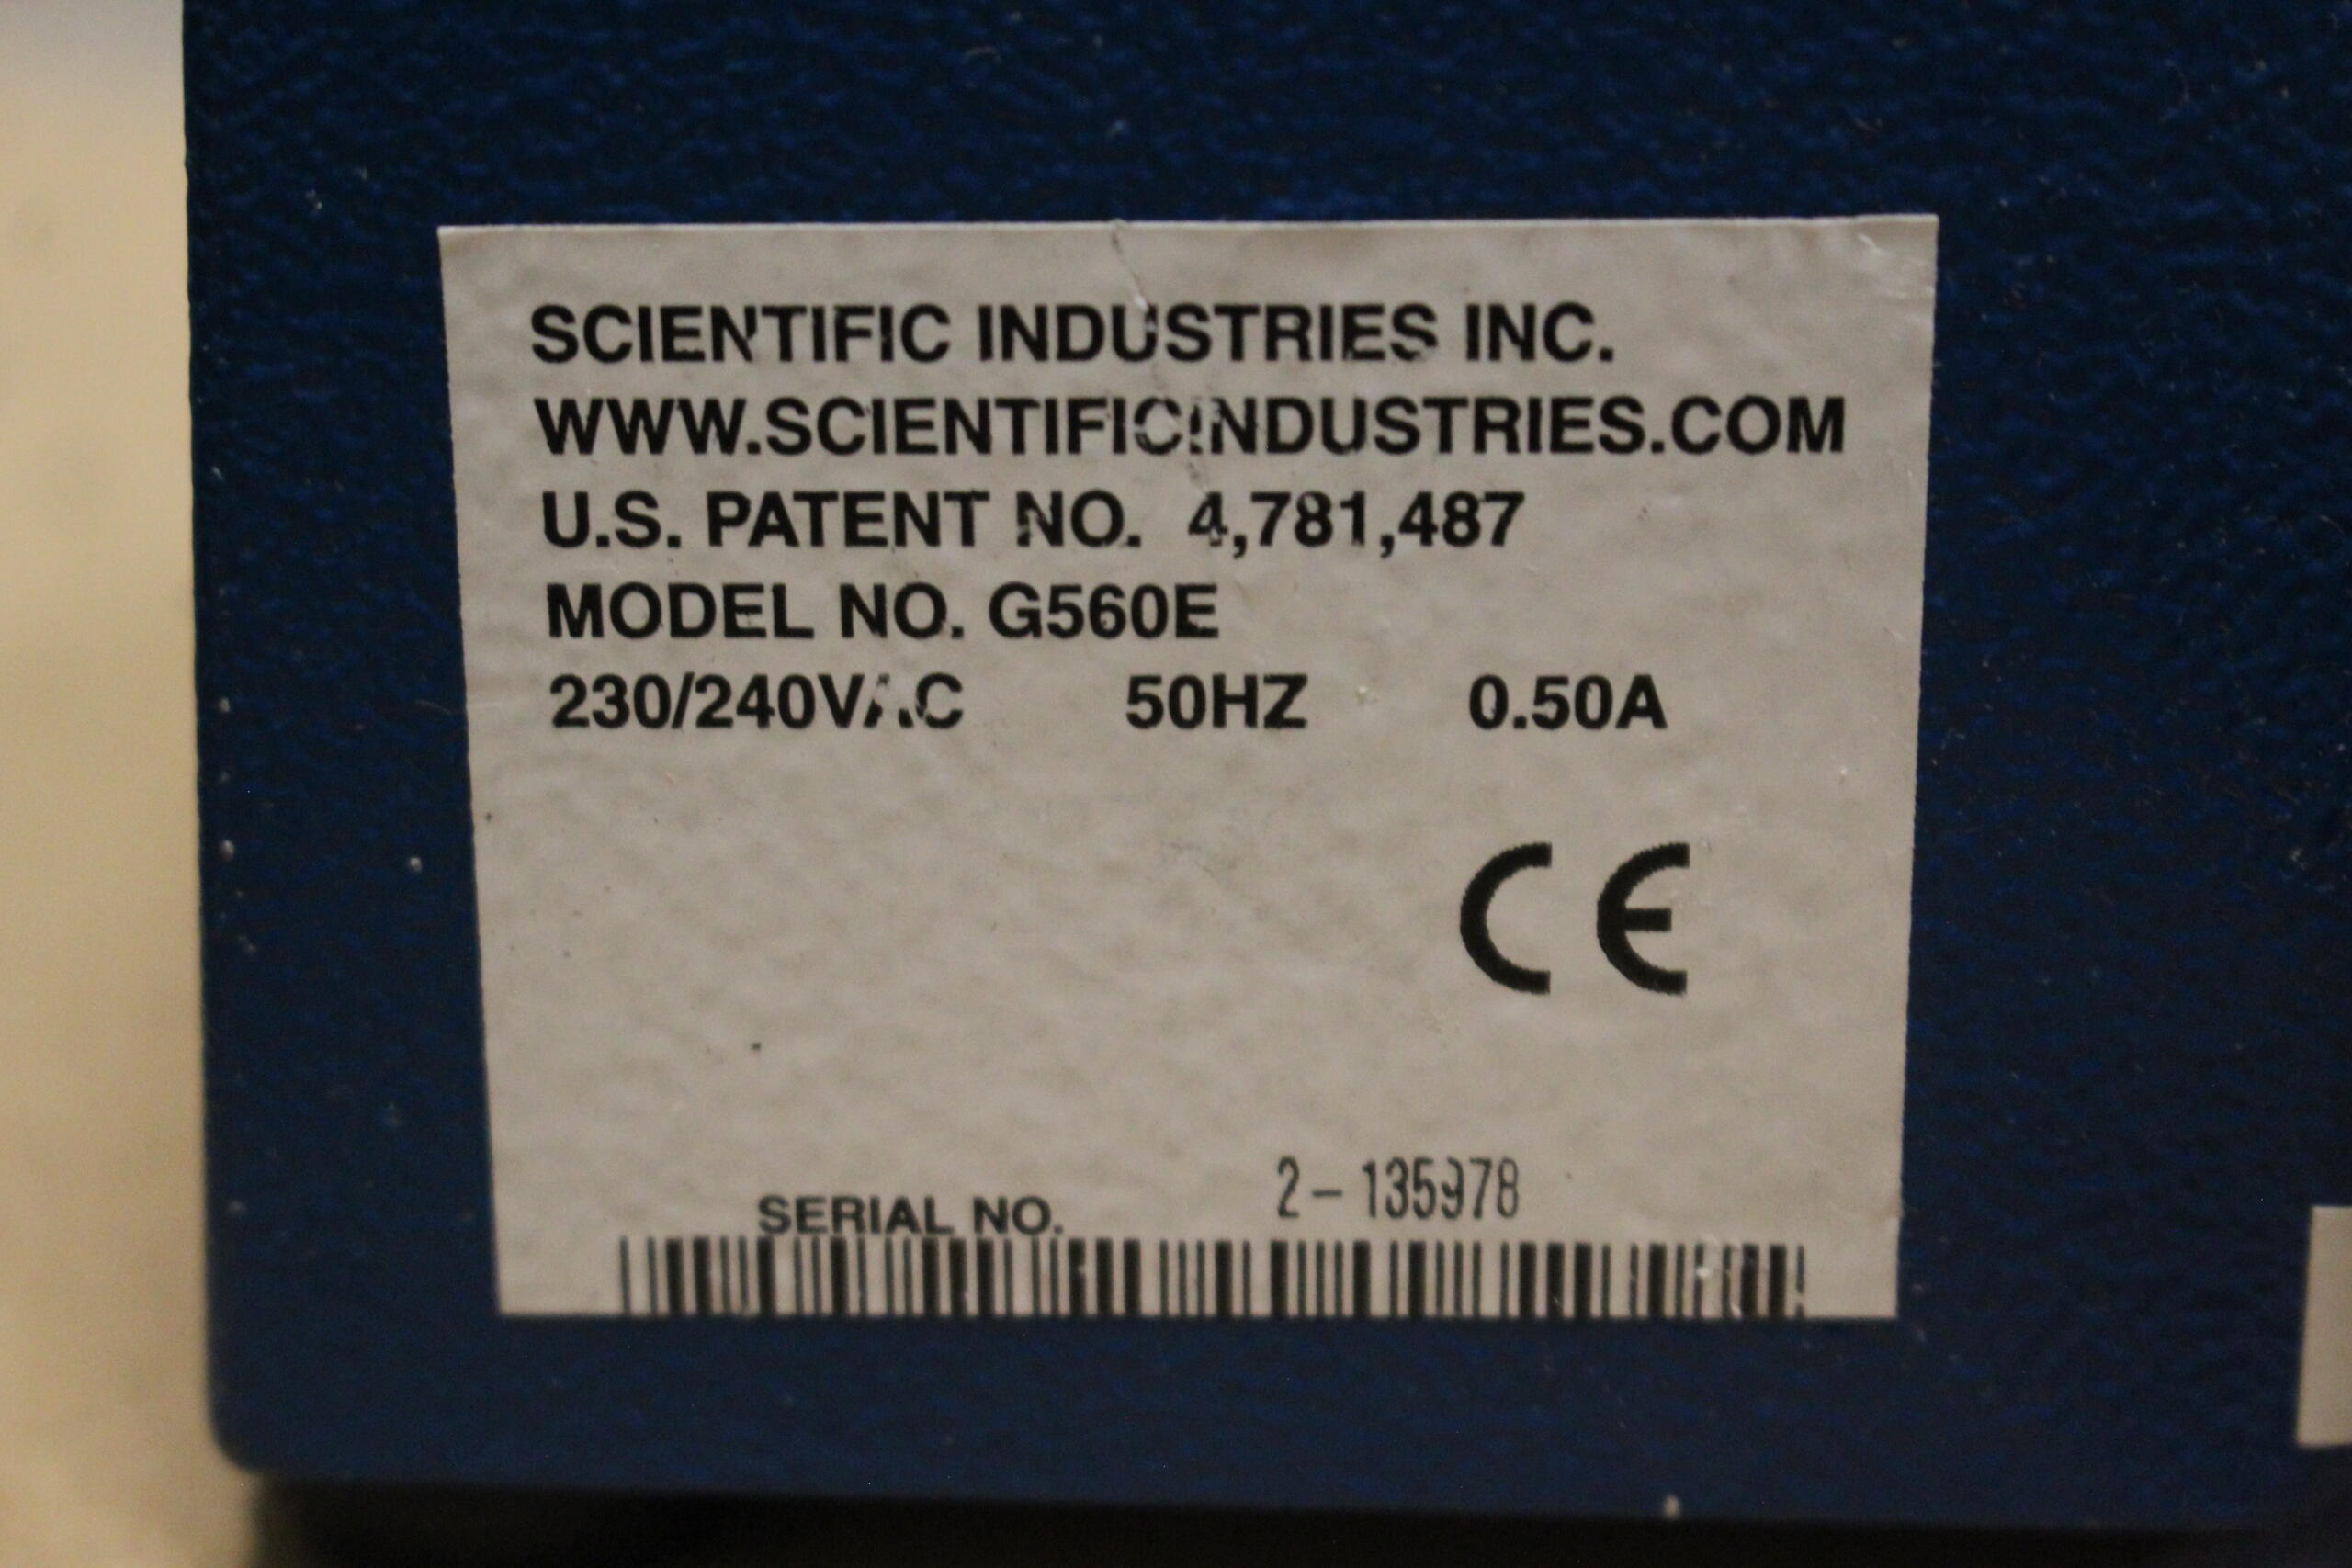 SCIENTIFIC INDUSTRIES INC.
WWW.SCIENTIFICINDUSTRIES.COM
U.S. PATENT NO. 4,781,487
MODEL NO. G560E
230/240VAC 50HZ 0.50A
CE
SERIAL NO. 2-135978